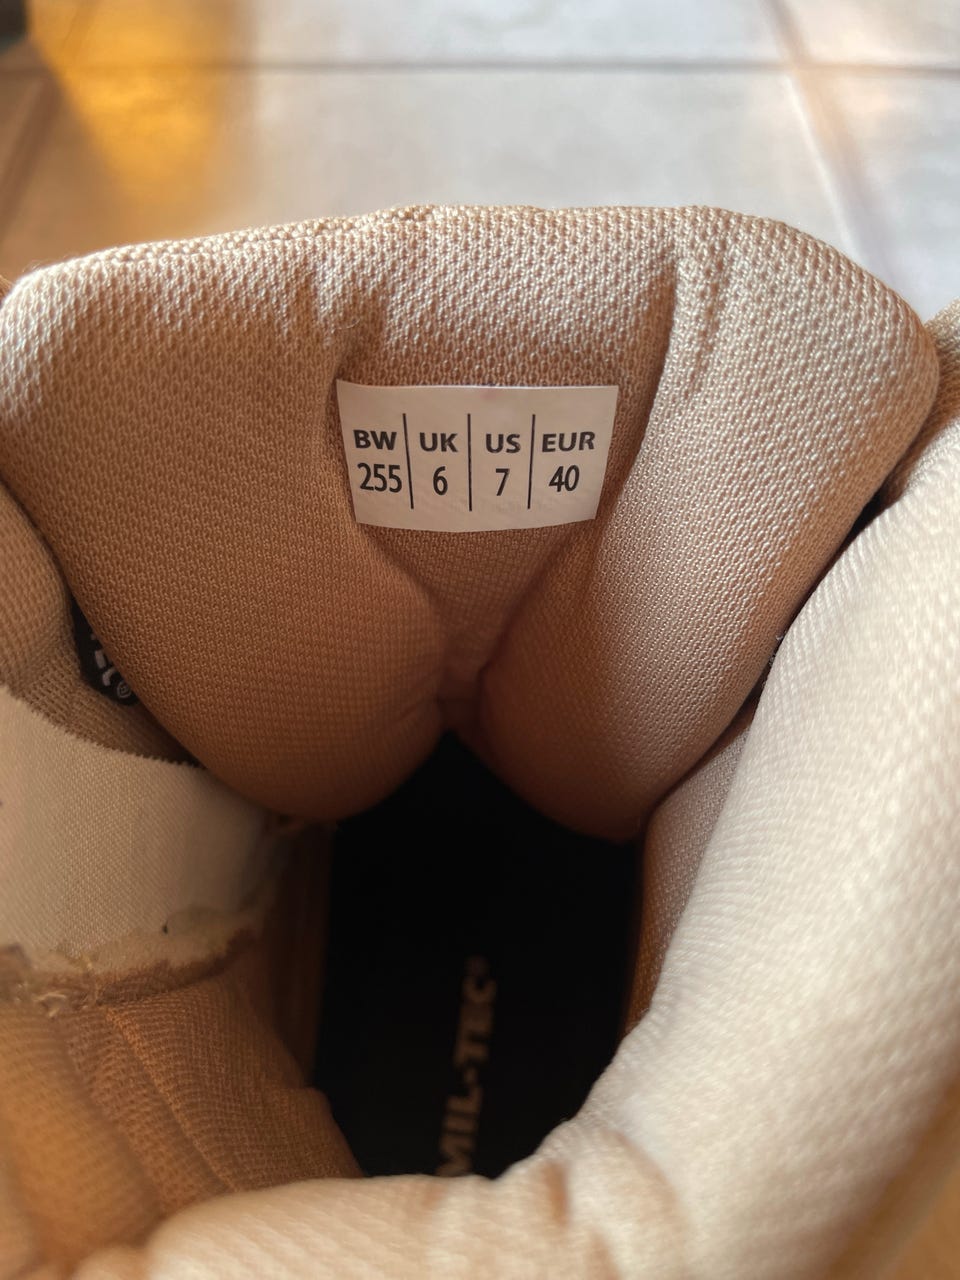 BW | UK | US | EUR
255 | 6 | 7 | 40
MIL-TEC®